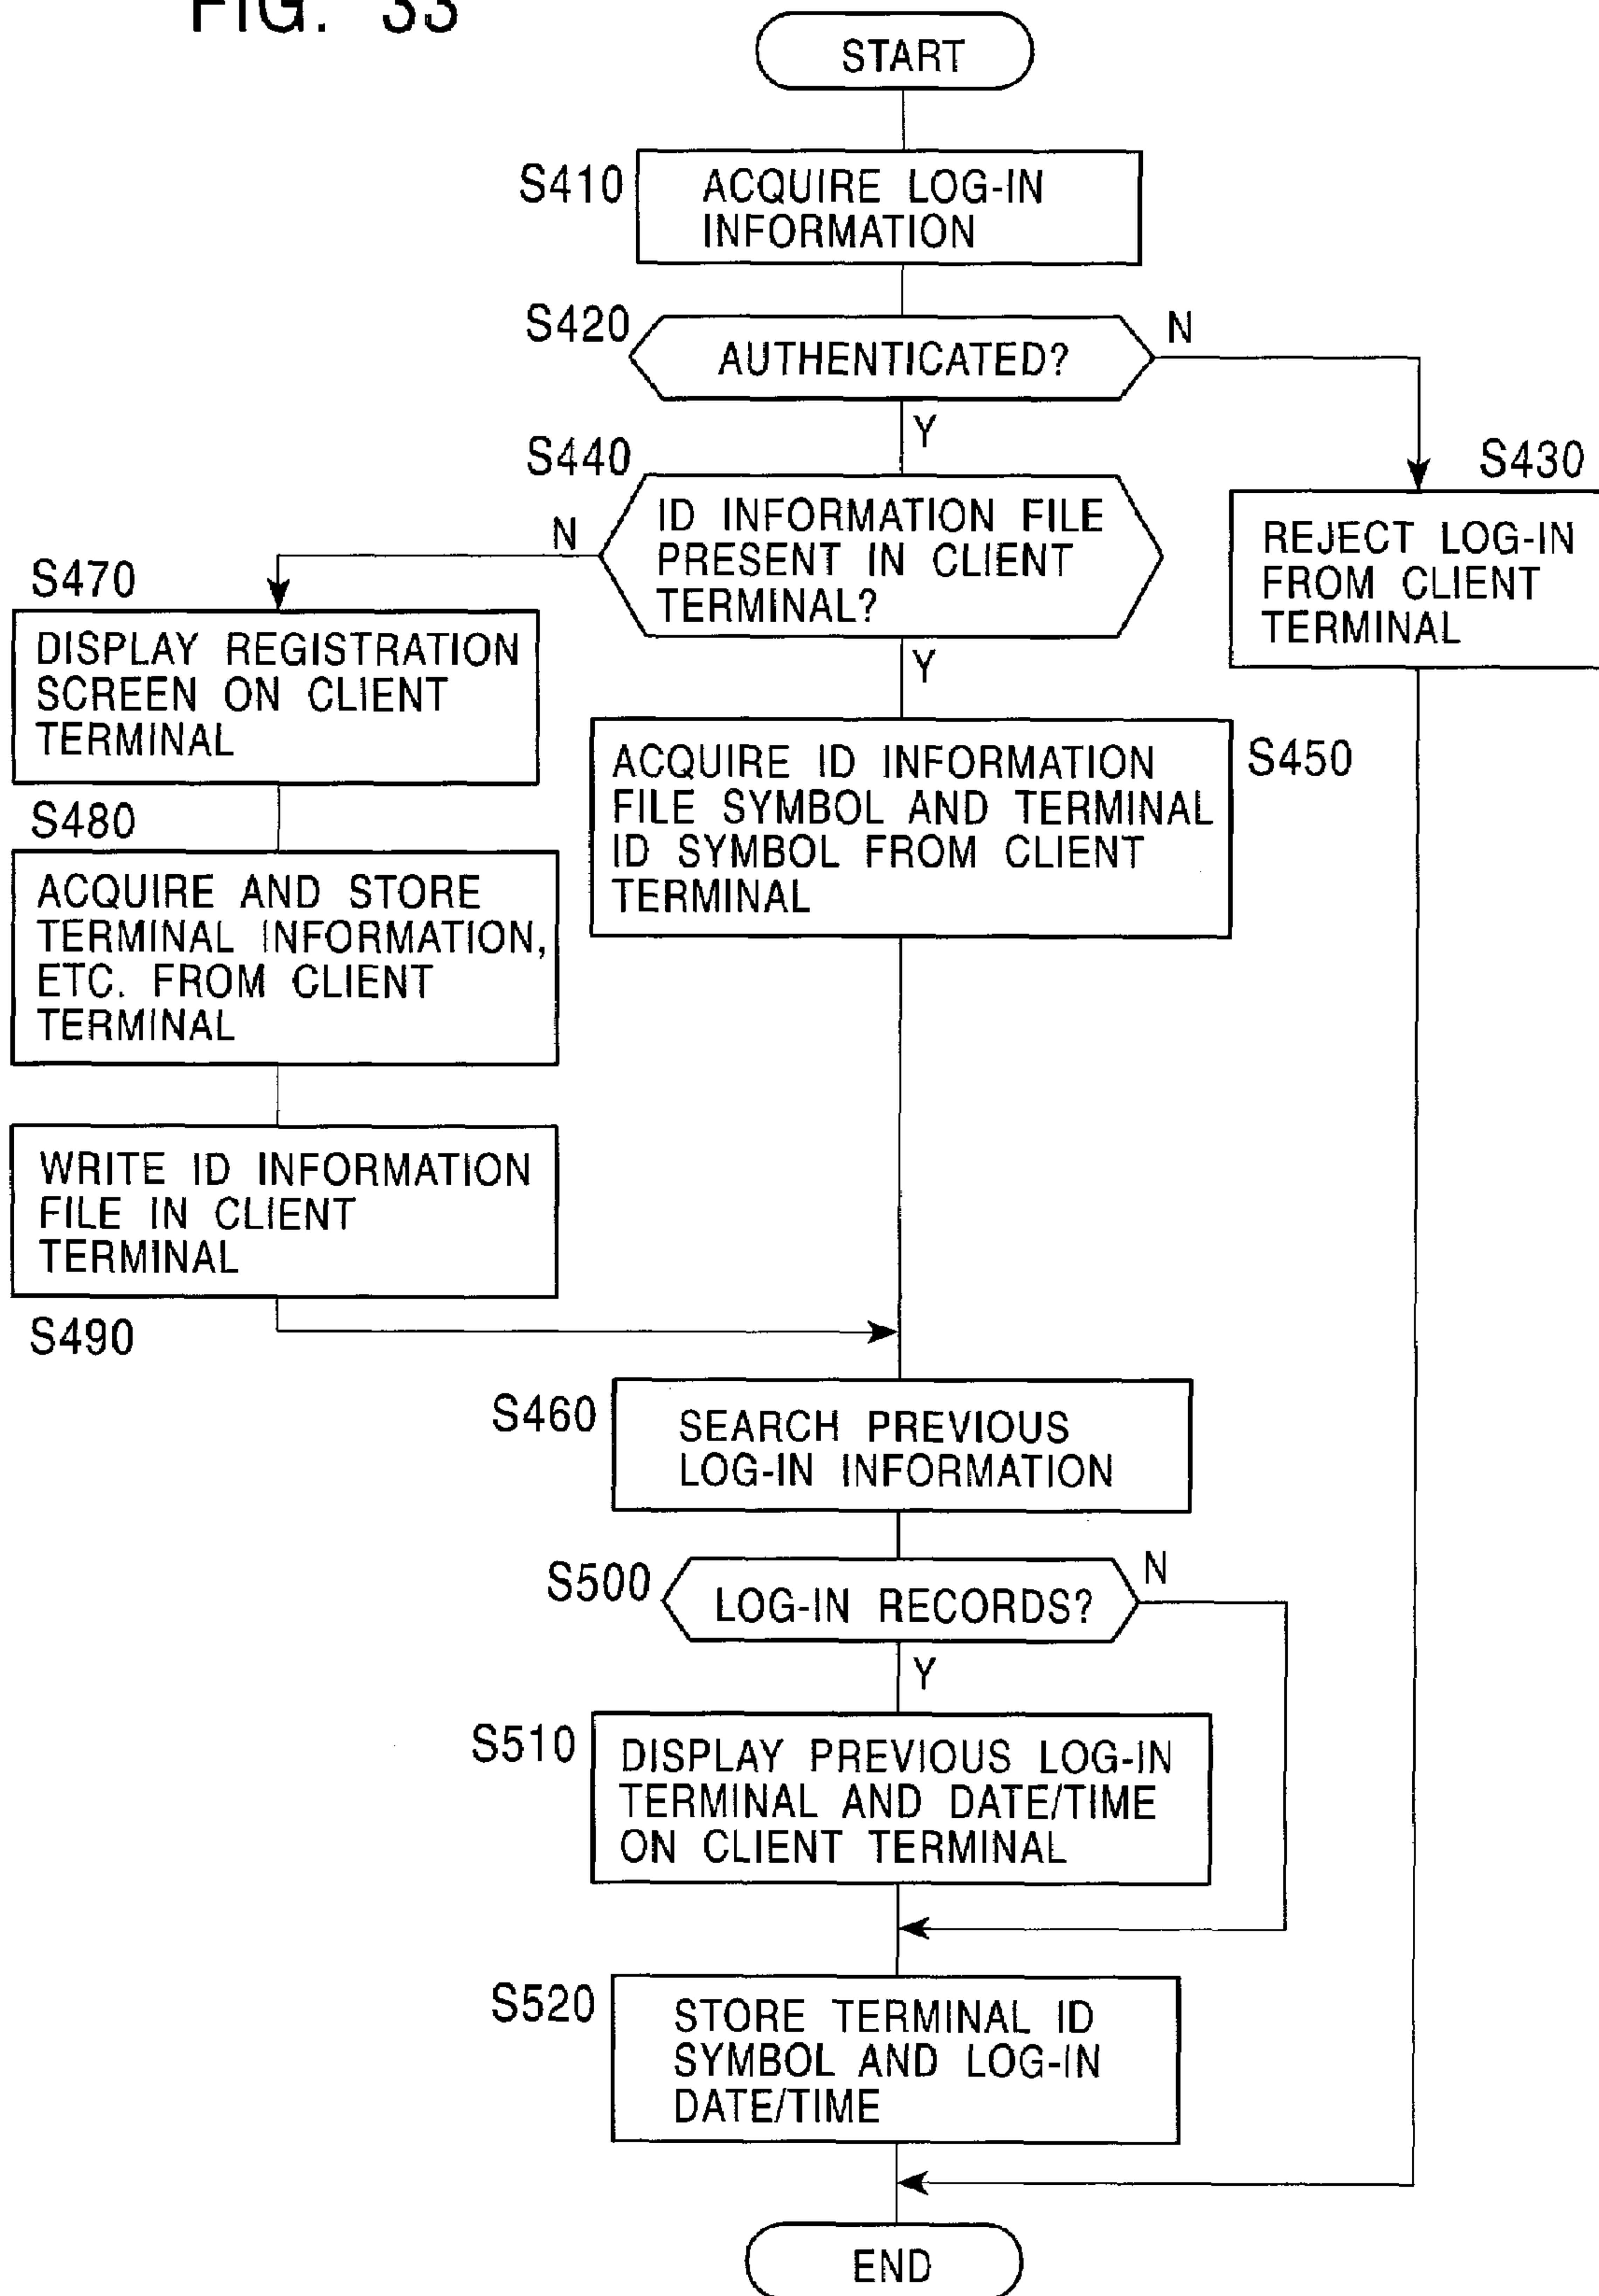 FIG. 33
START
S410
ACQUIRE LOG-IN
INFORMATION
S420
AUTHENTICATED?
N
Y
S440
ID INFORMATION FILE
PRESENT IN CLIENT
TERMINAL?
N
Y
S430
REJECT LOG-IN
FROM CLIENT
TERMINAL
S470
DISPLAY REGISTRATION
SCREEN ON CLIENT
TERMINAL
S450
ACQUIRE ID INFORMATION
FILE SYMBOL AND TERMINAL
ID SYMBOL FROM CLIENT
TERMINAL
S480
ACQUIRE AND STORE
TERMINAL INFORMATION,
ETC. FROM CLIENT
TERMINAL
WRITE ID INFORMATION
FILE IN CLIENT
TERMINAL
S490
S460
SEARCH PREVIOUS
LOG-IN INFORMATION
S500
LOG-IN RECORDS?
N
Y
S510
DISPLAY PREVIOUS LOG-IN
TERMINAL AND DATE/TIME
ON CLIENT TERMINAL
S520
STORE TERMINAL ID
SYMBOL AND LOG-IN
DATE/TIME
END